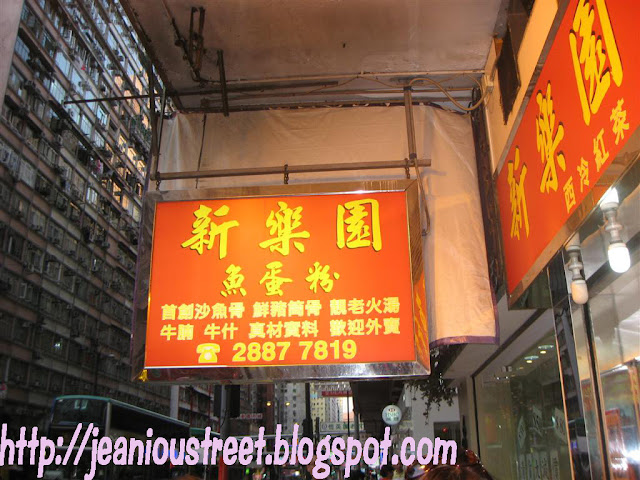 新樂園
魚蛋粉
首創沙魚骨 鮮豬筒骨 靚老火湯
牛腩 牛什 真材實料 歡迎外賣
☎ 2887 7819
新樂園
西冷紅茶
http://jeanioustreet.blogspot.com